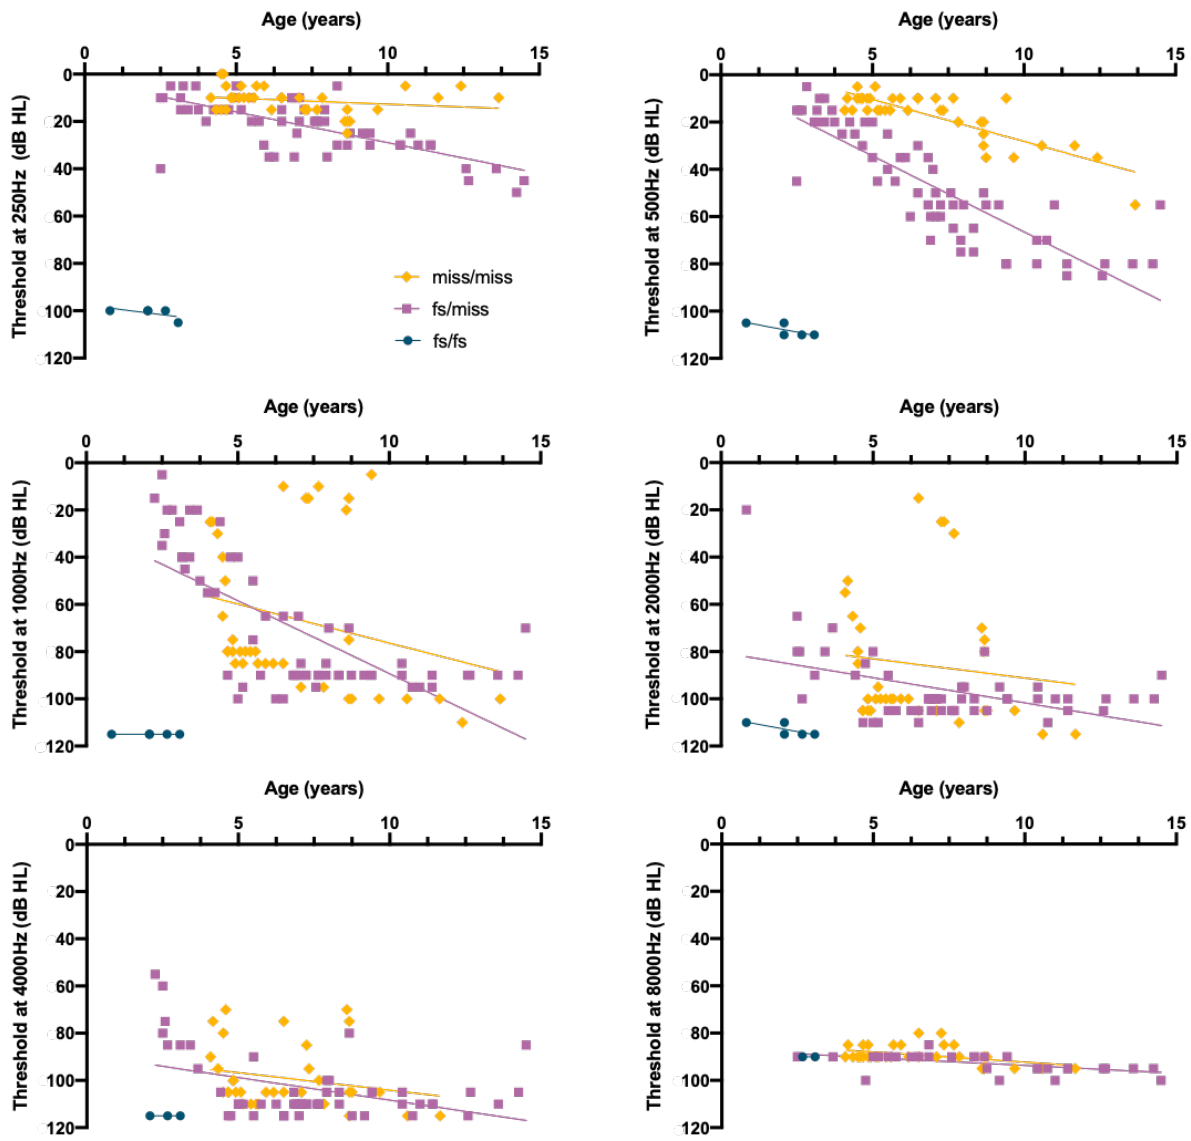 Age (years)
0 5 10 15
Threshold at 250Hz (dB HL)
0
20
40
60
80
100
120
miss/miss
fs/miss
fs/fs
Age (years)
0 5 10 15
Threshold at 500Hz (dB HL)
0
20
40
60
80
100
120
Age (years)
0 5 10 15
Threshold at 1000Hz (dB HL)
0
20
40
60
80
100
120
Age (years)
0 5 10 15
Threshold at 2000Hz (dB HL)
0
20
40
60
80
100
120
Age (years)
0 5 10 15
Threshold at 4000Hz (dB HL)
0
20
40
60
80
100
120
Age (years)
0 5 10 15
Threshold at 8000Hz (dB HL)
0
20
40
60
80
100
120